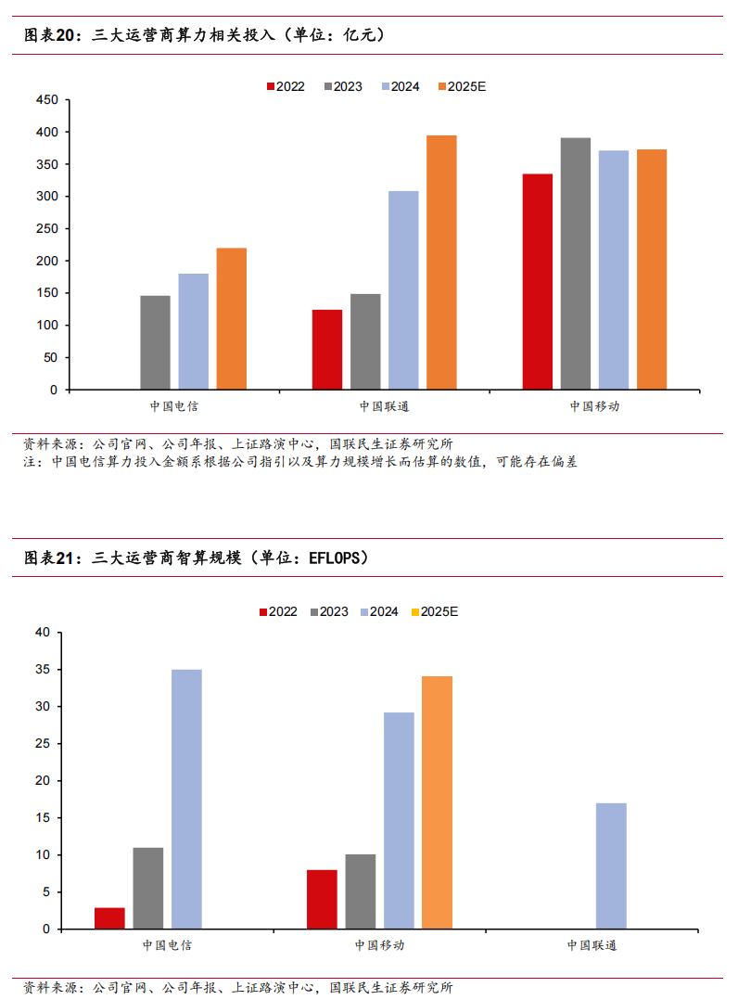 图表20：三大运营商算力相关投入（单位：亿元）
2022 2023 2024 2025E
450
400
350
300
250
200
150
100
50
0
中国电信 中国联通 中国移动
资料来源：公司官网、公司年报、上证路演中心，国联民生证券研究所
注：中国电信算力投入金额系根据公司指引以及算力规模增长而估算的数值，可能存在偏差
图表21：三大运营商智算规模（单位：EFLOPS）
2022 2023 2024 2025E
40
35
30
25
20
15
10
5
0
中国电信 中国移动 中国联通
资料来源：公司官网、公司年报、上证路演中心，国联民生证券研究所